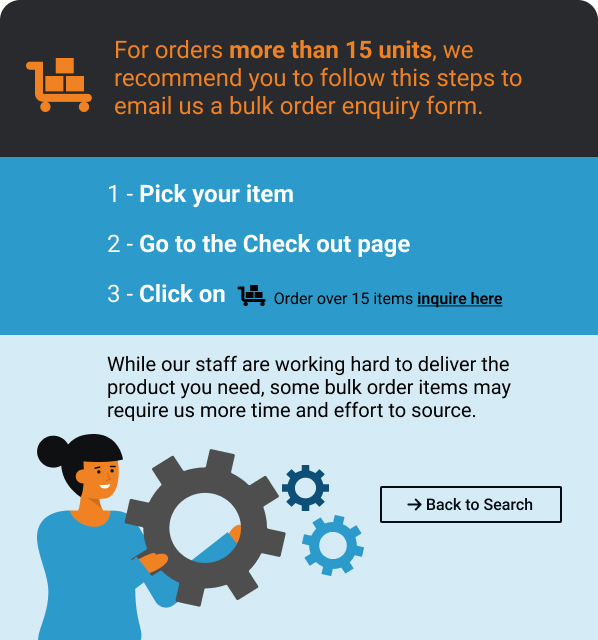 For orders more than 15 units, we
recommend you to follow this steps to
email us a bulk order enquiry form.
1 - Pick your item
2 - Go to the Check out page
3 - Click on Order over 15 items inquire here
While our staff are working hard to deliver the
product you need, some bulk order items may
require us more time and effort to source.
→ Back to Search